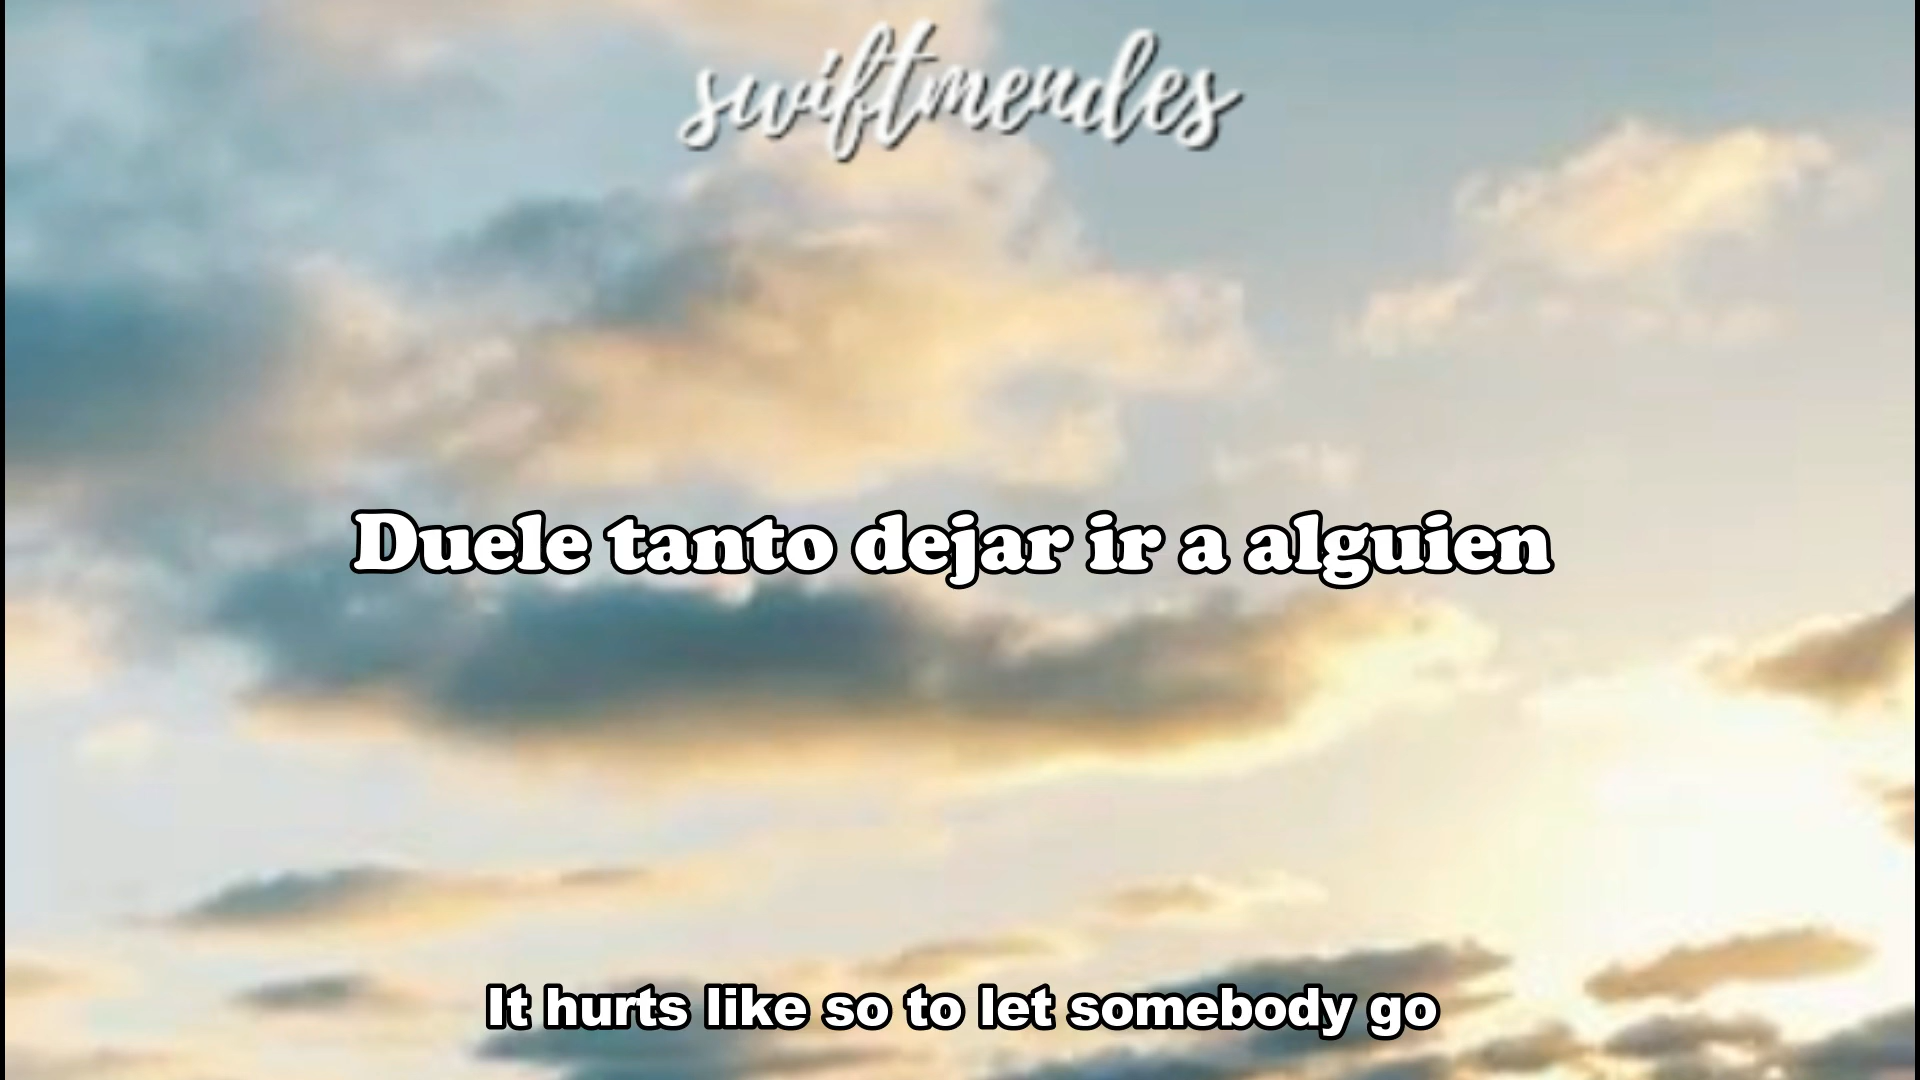 swiftmendes
Duele tanto dejar ir a alguien
It hurts like so to let somebody go